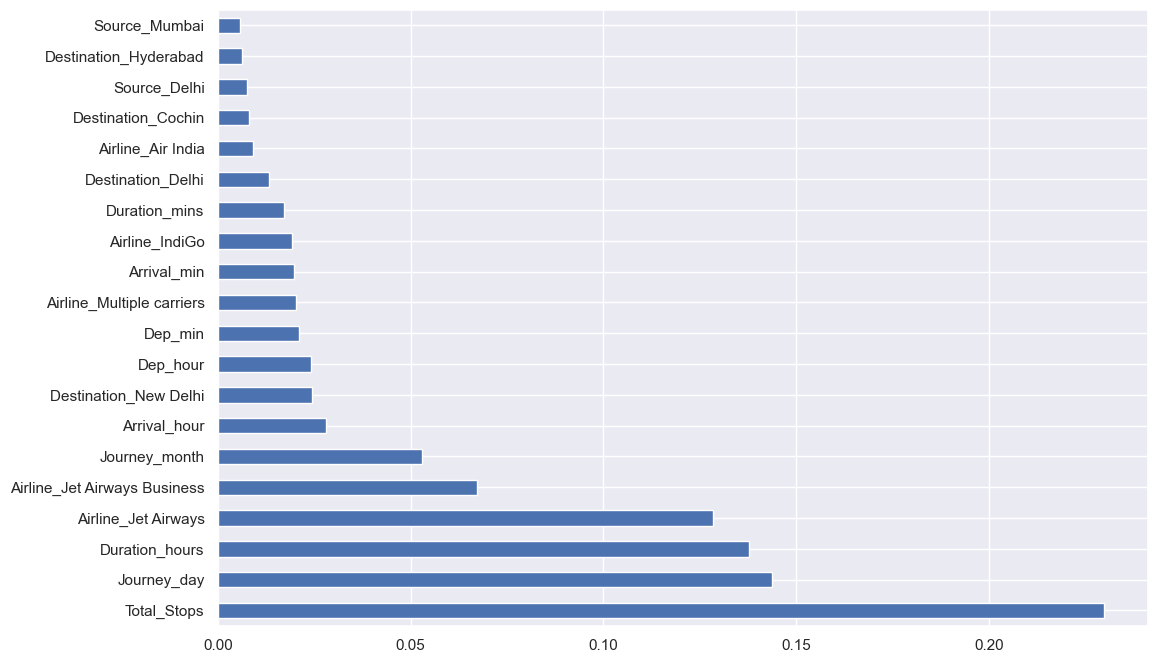 Source_Mumbai
Destination_Hyderabad
Source_Delhi
Destination_Cochin
Airline_Air India
Destination_Delhi
Duration_mins
Airline_IndiGo
Arrival_min
Airline_Multiple carriers
Dep_min
Dep_hour
Destination_New Delhi
Arrival_hour
Journey_month
Airline_Jet Airways Business
Airline_Jet Airways
Duration_hours
Journey_day
Total_Stops
0.00 0.05 0.10 0.15 0.20